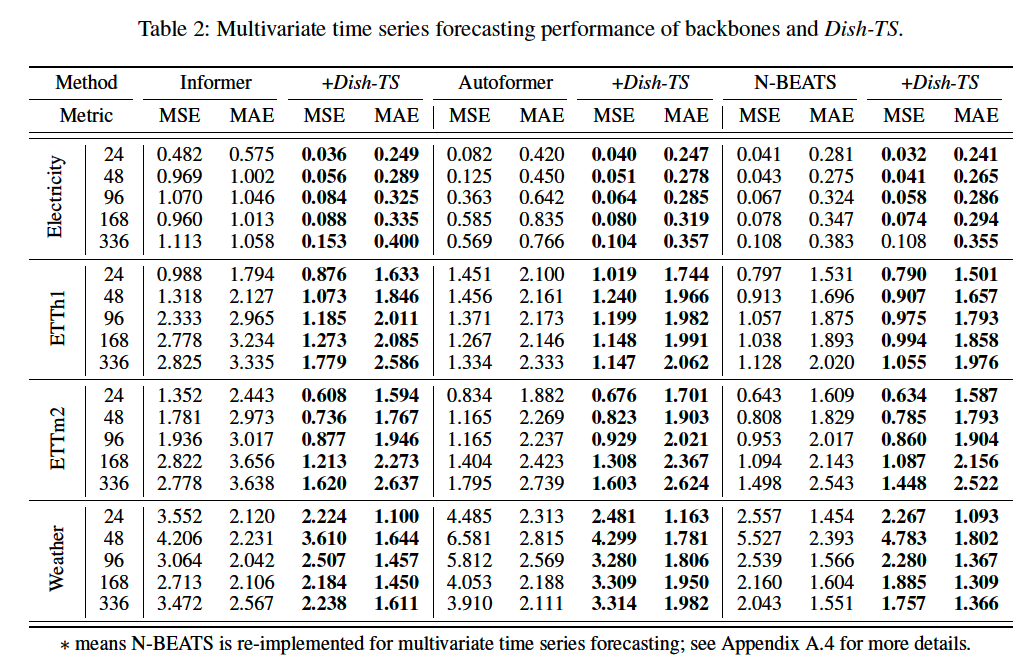 Table 2: Multivariate time series forecasting performance of backbones and Dish-TS.
Method Informer +Dish-TS Autoformer +Dish-TS N-BEATS +Dish-TS
Metric MSE MAE MSE MAE MSE MAE MSE MAE MSE MAE MSE MAE
Electricity
24 0.482 0.575 0.036 0.249 0.082 0.420 0.040 0.247 0.041 0.281 0.032 0.241
48 0.969 1.002 0.056 0.289 0.125 0.450 0.051 0.278 0.043 0.275 0.041 0.265
96 1.070 1.046 0.084 0.325 0.363 0.642 0.064 0.285 0.067 0.324 0.058 0.286
168 0.960 1.013 0.088 0.335 0.585 0.835 0.080 0.319 0.078 0.347 0.074 0.294
336 1.113 1.058 0.153 0.400 0.569 0.766 0.104 0.357 0.108 0.383 0.108 0.355
ETTh1
24 0.988 1.794 0.876 1.633 1.451 2.100 1.019 1.744 0.797 1.531 0.790 1.501
48 1.318 2.127 1.073 1.846 1.456 2.161 1.240 1.966 0.913 1.696 0.907 1.657
96 2.333 2.965 1.185 2.011 1.371 2.173 1.199 1.982 1.057 1.875 0.975 1.793
168 2.778 3.234 1.273 2.085 1.267 2.146 1.148 1.991 1.038 1.893 0.994 1.858
336 2.825 3.335 1.779 2.586 1.334 2.333 1.147 2.062 1.128 2.020 1.055 1.976
ETTm2
24 1.352 2.443 0.608 1.594 0.834 1.882 0.676 1.701 0.643 1.609 0.634 1.587
48 1.781 2.973 0.736 1.767 1.165 2.269 0.823 1.903 0.808 1.829 0.785 1.793
96 1.936 3.017 0.877 1.946 1.165 2.237 0.929 2.021 0.953 2.017 0.860 1.904
168 2.822 3.656 1.213 2.273 1.404 2.423 1.308 2.367 1.094 2.143 1.087 2.156
336 2.778 3.638 1.620 2.637 1.795 2.739 1.603 2.624 1.498 2.543 1.448 2.522
Weather
24 3.552 2.120 2.224 1.100 4.485 2.313 2.481 1.163 2.557 1.454 2.267 1.093
48 4.206 2.231 3.610 1.644 6.581 2.815 4.299 1.781 5.527 2.393 4.783 1.802
96 3.064 2.042 2.507 1.457 5.812 2.569 3.280 1.806 2.539 1.566 2.280 1.367
168 2.713 2.106 2.184 1.450 4.053 2.188 3.309 1.950 2.160 1.604 1.885 1.309
336 3.472 2.567 2.238 1.611 3.910 2.111 3.314 1.982 2.043 1.551 1.757 1.366
∗ means N-BEATS is re-implemented for multivariate time series forecasting; see Appendix A.4 for more details.